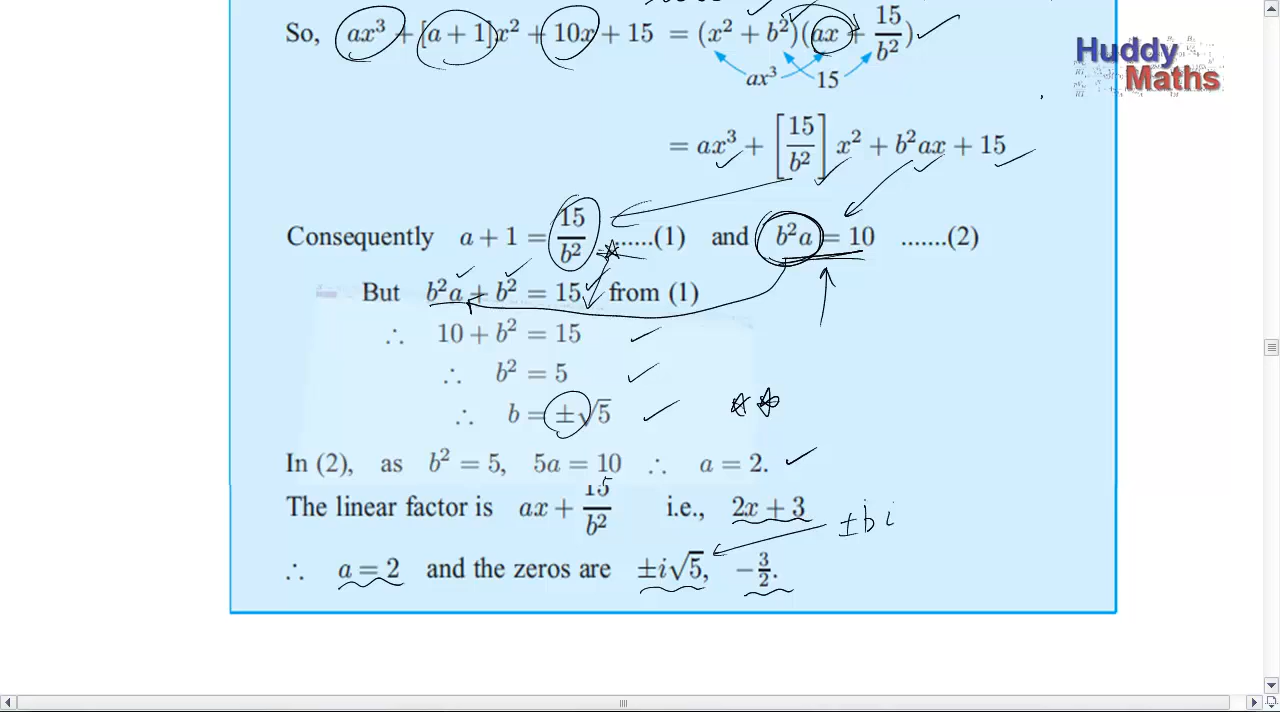 So, ax³ + [a + 1]x² + 10x + 15 = (x² + b²)(ax + 15/b²)
ax³ 15
Huddy
Maths
= ax³ + [15/b²] x² + b²ax + 15
Consequently a + 1 = 15/b² ......(1) and b²a = 10 .......(2)
But b²a + b² = 15 from (1)
∴ 10 + b² = 15
∴ b² = 5
∴ b = ±√5
In (2), as b² = 5, 5a = 10 ∴ a = 2.
The linear factor is ax + 15/b² i.e., 2x + 3
±bi
∴ a = 2 and the zeros are ±i√5, −3/2.